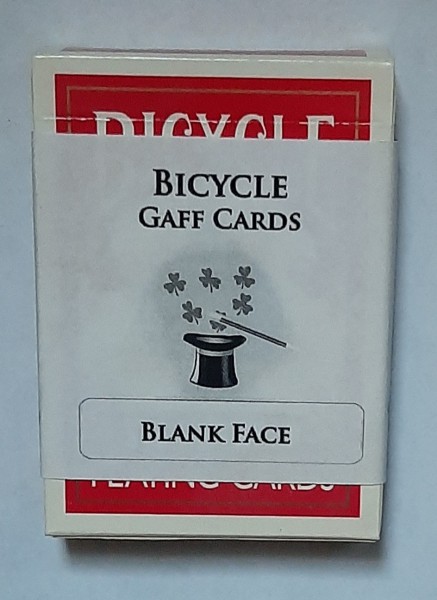 BICYCLE
BICYCLE
GAFF CARDS
BLANK FACE
PLAYING CARDS